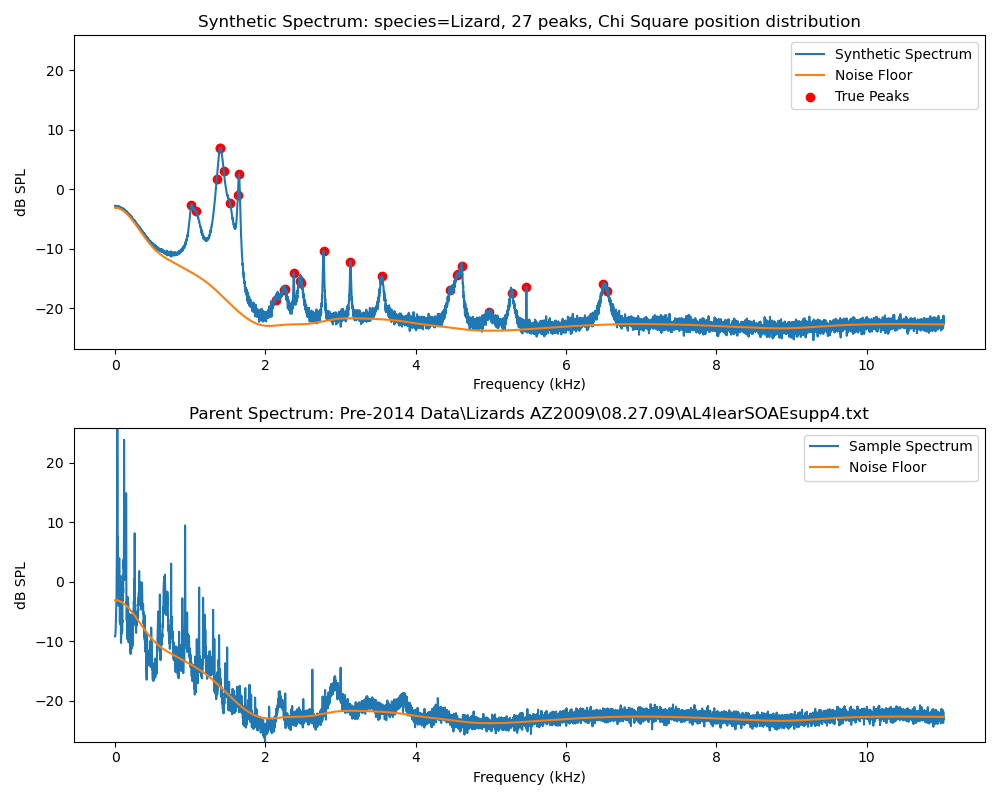 Synthetic Spectrum: species=Lizard, 27 peaks, Chi Square position distribution
Synthetic Spectrum
Noise Floor
True Peaks
dB SPL
20
10
0
−10
−20
0 2 4 6 8 10
Frequency (kHz)
Parent Spectrum: Pre-2014 Data\Lizards AZ2009\08.27.09\AL4learSOAEsupp4.txt
Sample Spectrum
Noise Floor
dB SPL
20
10
0
−10
−20
0 2 4 6 8 10
Frequency (kHz)